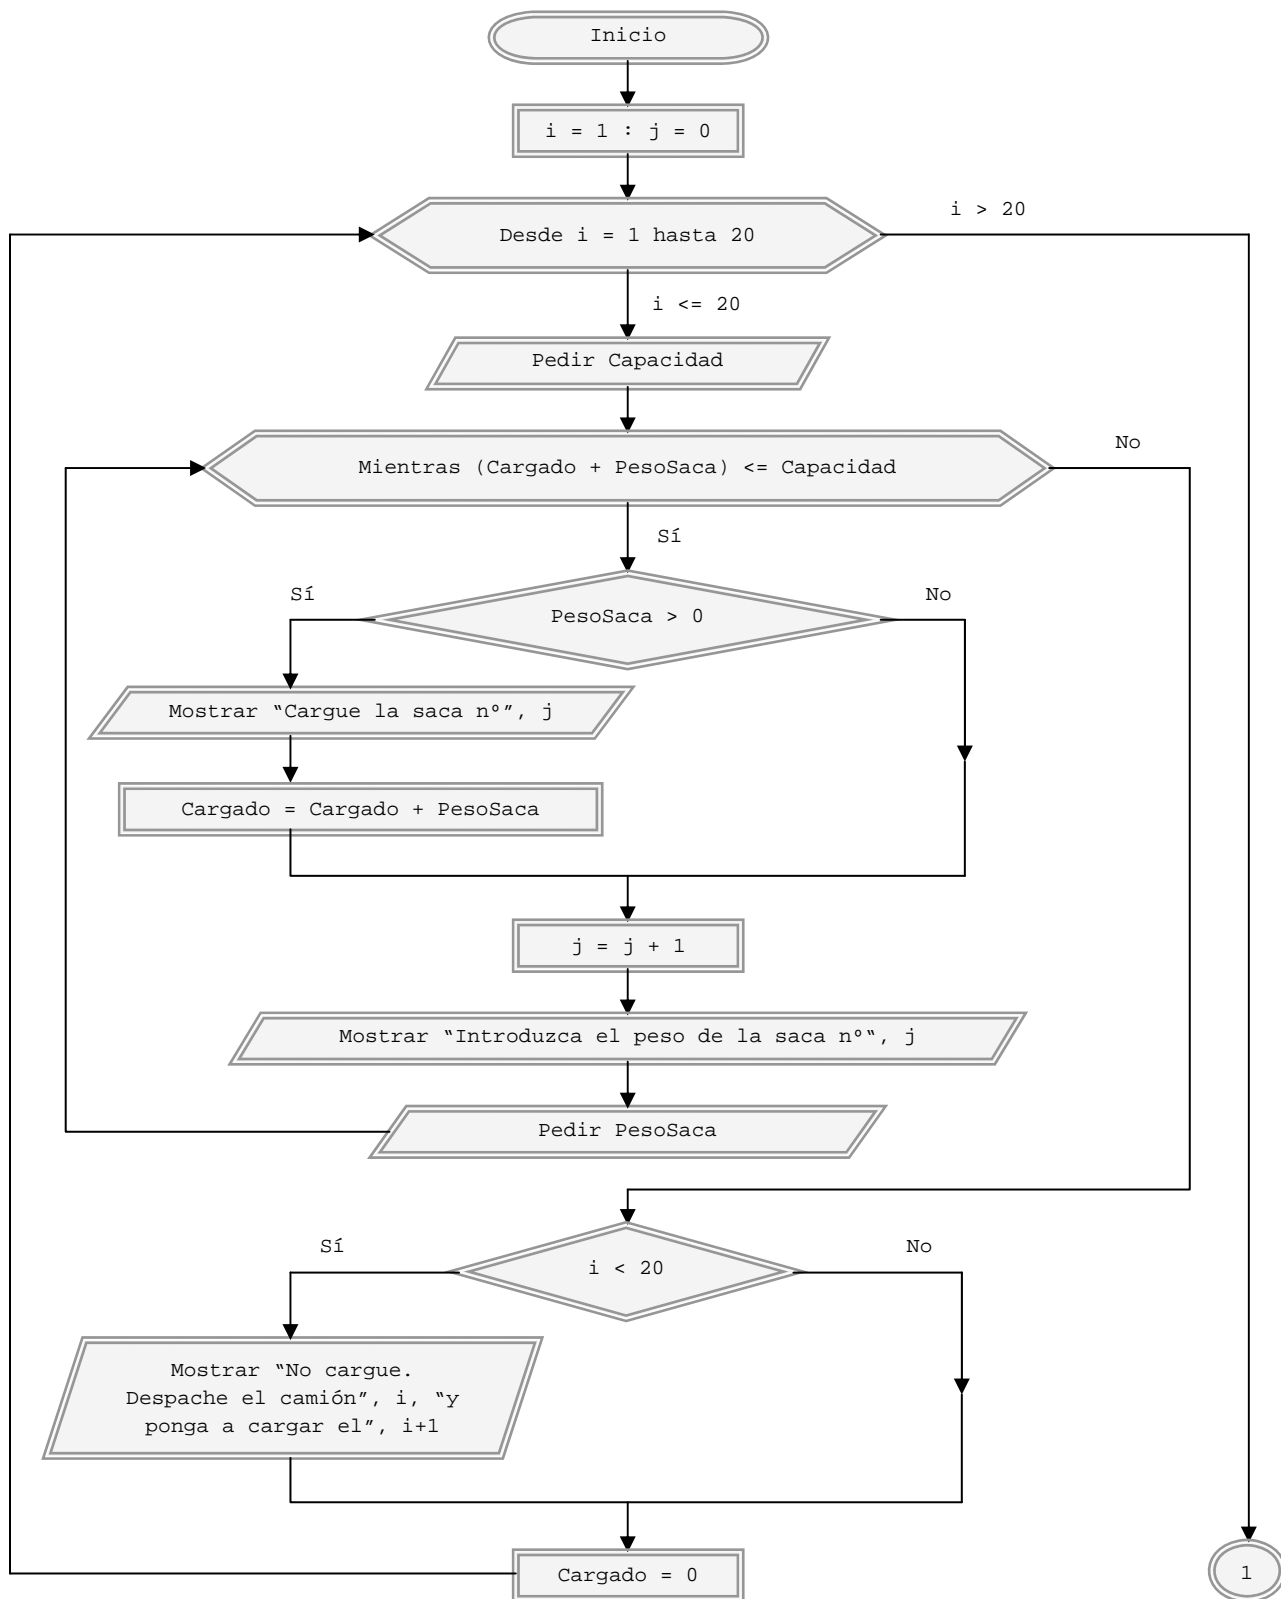 Inicio
i = 1 : j = 0
i > 20
Desde i = 1 hasta 20
i <= 20
Pedir Capacidad
No
Mientras (Cargado + PesoSaca) <= Capacidad
Sí
Sí
No
PesoSaca > 0
Mostrar “Cargue la saca nº”, j
Cargado = Cargado + PesoSaca
j = j + 1
Mostrar “Introduzca el peso de la saca nº“, j
Pedir PesoSaca
Sí
No
i < 20
Mostrar “No cargue.
Despache el camión”, i, “y
ponga a cargar el”, i+1
Cargado = 0
1